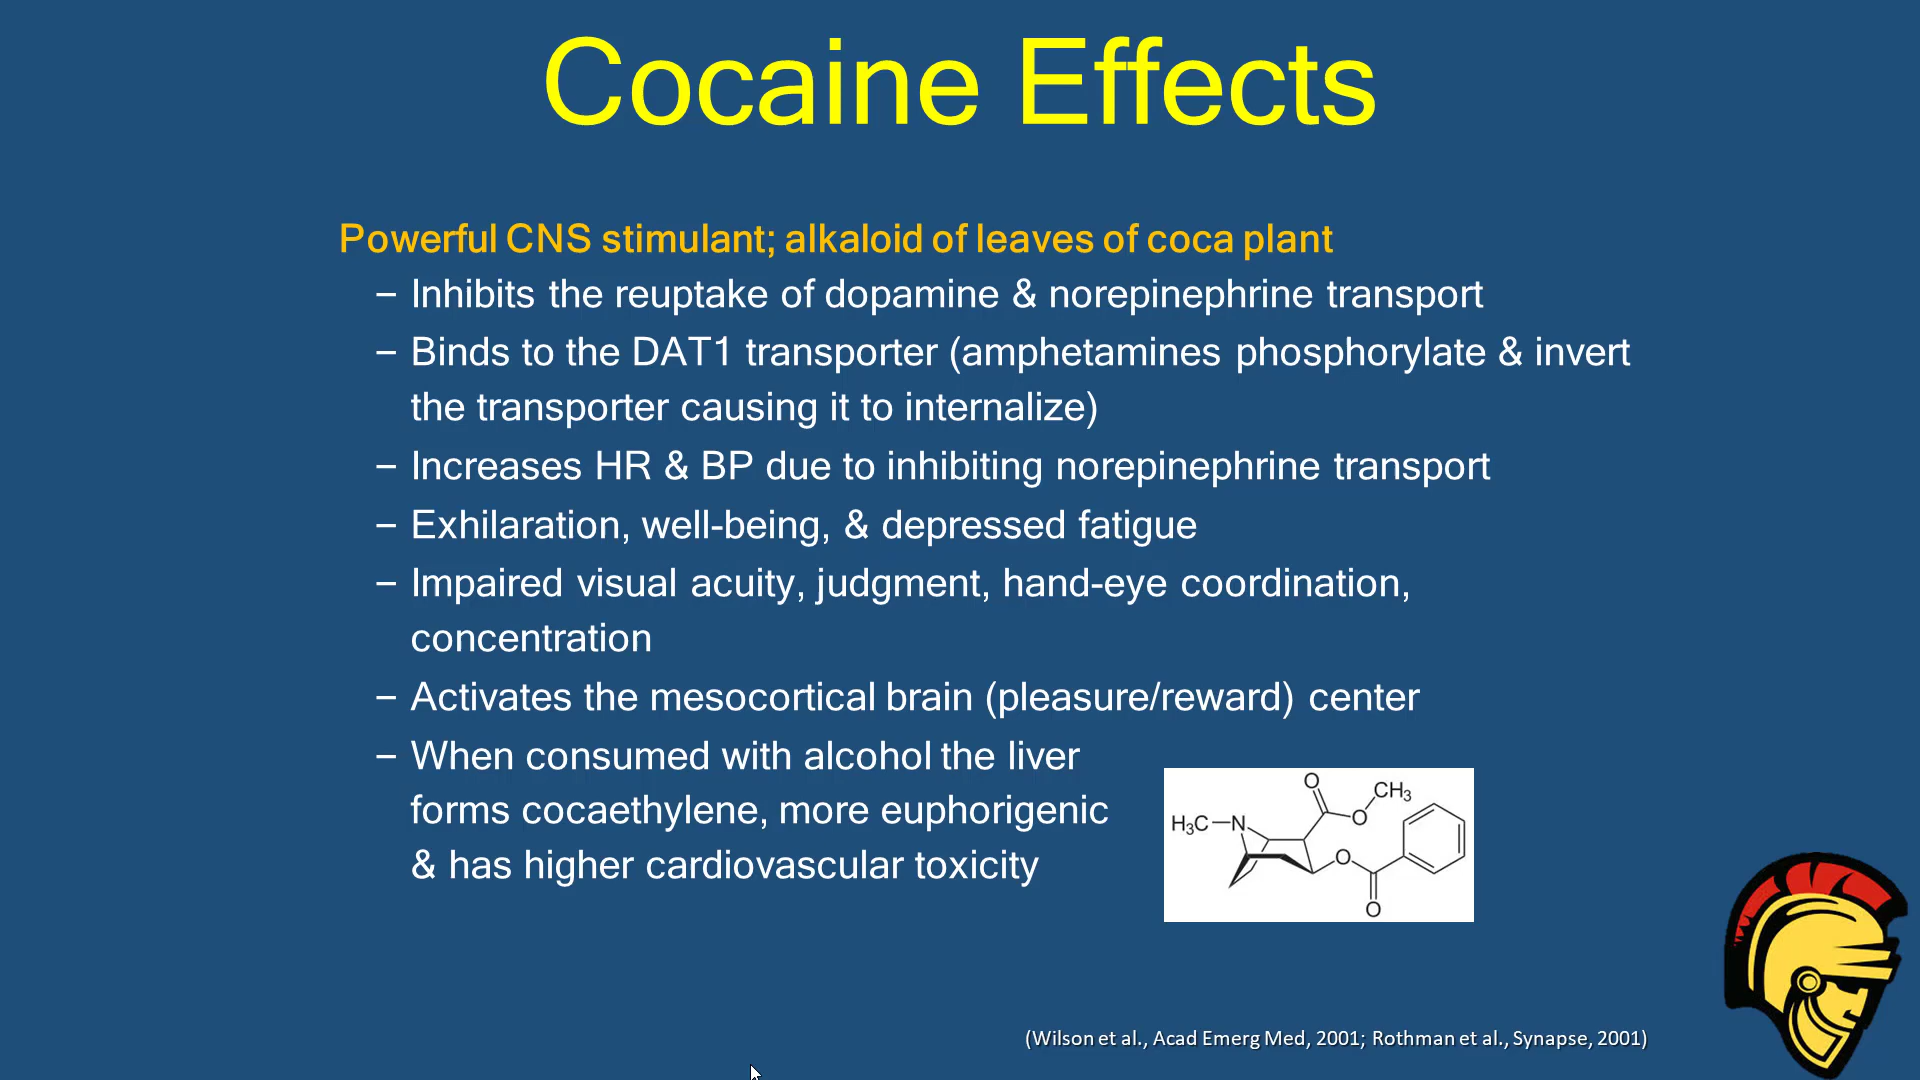 Cocaine Effects
Powerful CNS stimulant; alkaloid of leaves of coca plant
– Inhibits the reuptake of dopamine & norepinephrine transport
– Binds to the DAT1 transporter (amphetamines phosphorylate & invert
the transporter causing it to internalize)
– Increases HR & BP due to inhibiting norepinephrine transport
– Exhilaration, well-being, & depressed fatigue
– Impaired visual acuity, judgment, hand-eye coordination,
concentration
– Activates the mesocortical brain (pleasure/reward) center
– When consumed with alcohol the liver
forms cocaethylene, more euphorigenic
& has higher cardiovascular toxicity
O
CH₃
H₃C N
O
O
O
(Wilson et al., Acad Emerg Med, 2001; Rothman et al., Synapse, 2001)